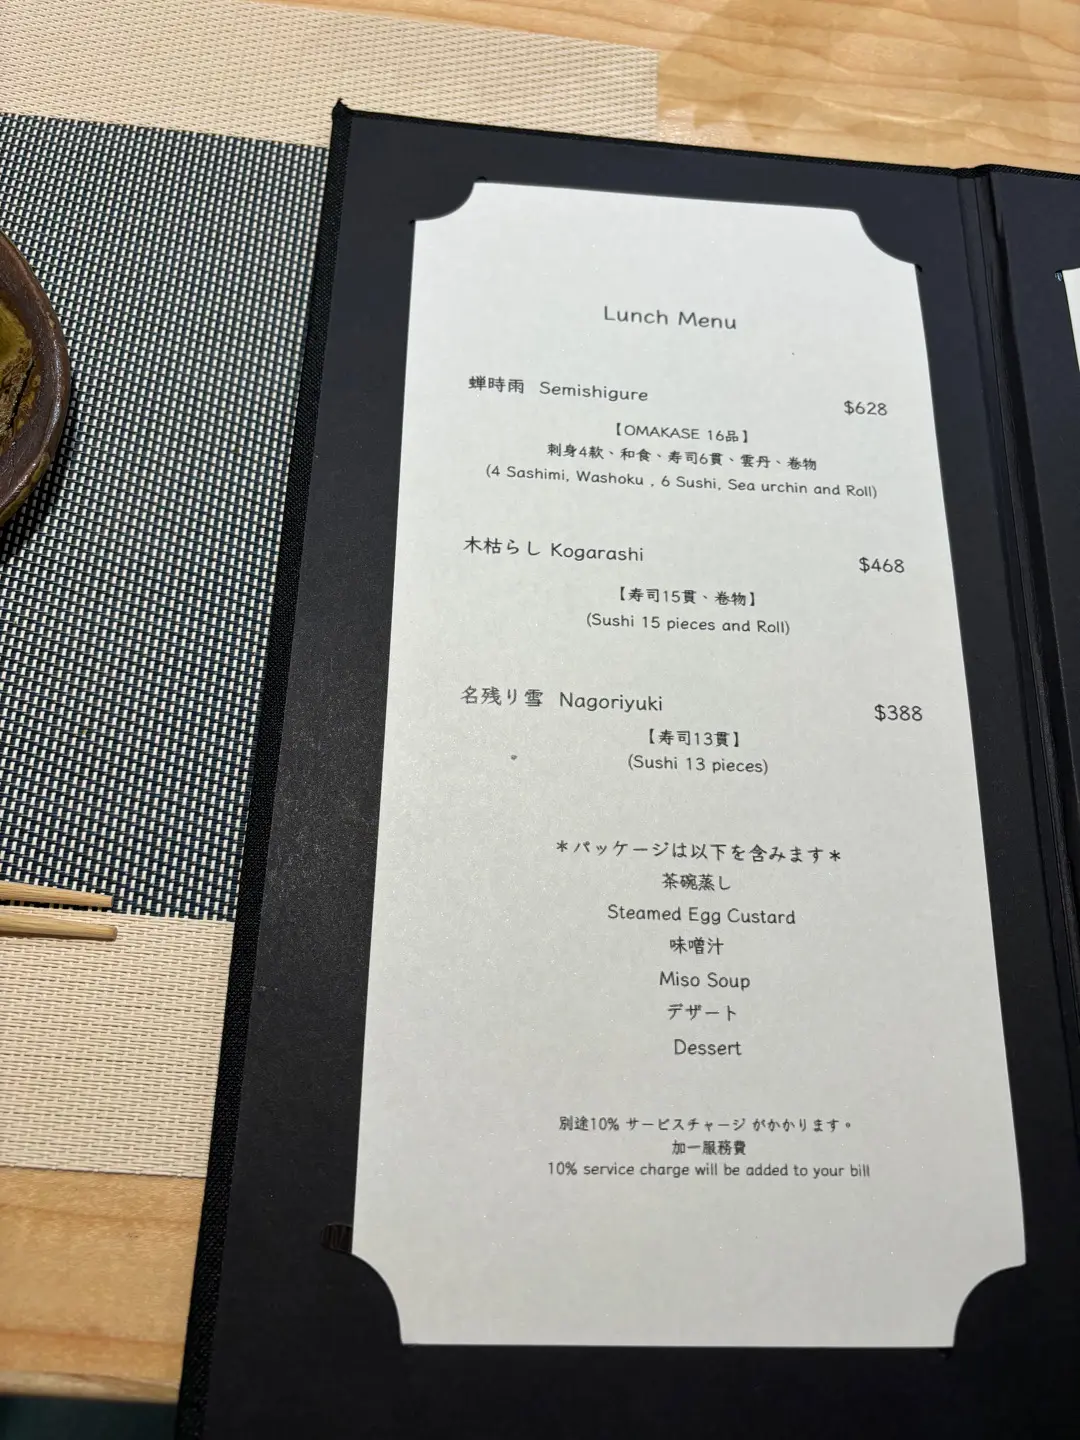 Lunch Menu
蝉時雨 Semishigure
$628
【OMAKASE 16品】
刺身4款、和食、寿司6貫、雲丹、巻物
(4 Sashimi, Washoku , 6 Sushi, Sea urchin and Roll)
木枯らし Kogarashi
$468
【寿司15貫、巻物】
(Sushi 15 pieces and Roll)
名残り雪 Nagoriyuki
$388
【寿司13貫】
(Sushi 13 pieces)
*パッケージは以下を含みます*
茶碗蒸し
Steamed Egg Custard
味噌汁
Miso Soup
デザート
Dessert
別途10% サービスチャージ がかかります。
加一服務費
10% service charge will be added to your bill